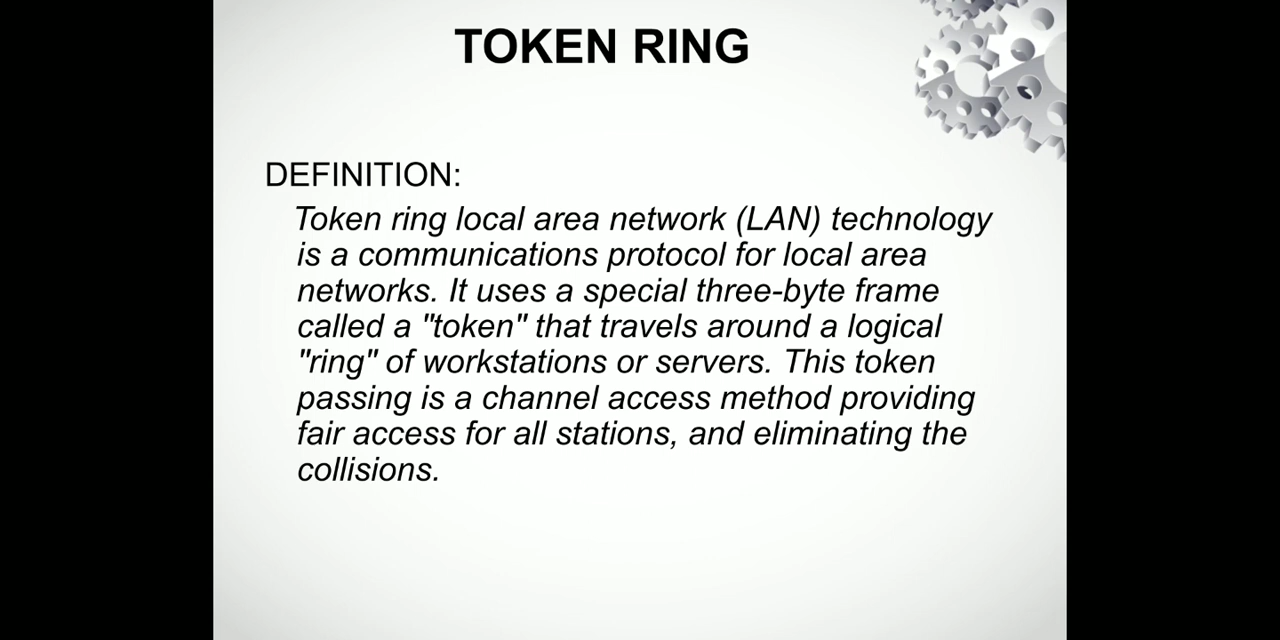 TOKEN RING
DEFINITION:
Token ring local area network (LAN) technology
is a communications protocol for local area
networks. It uses a special three-byte frame
called a "token" that travels around a logical
"ring" of workstations or servers. This token
passing is a channel access method providing
fair access for all stations, and eliminating the
collisions.